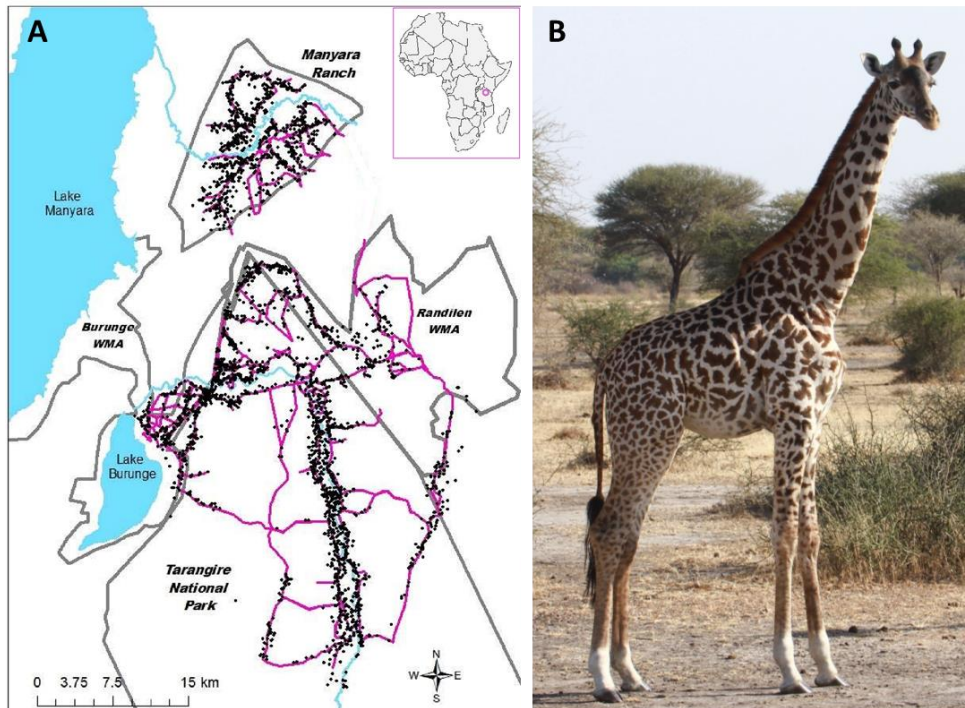 A
Manyara
Ranch
Lake
Manyara
Burunge
WMA
Randilen
WMA
Lake
Burunge
Tarangire
National
Park
0 3.75 7.5 15 km
N
W E
S
B